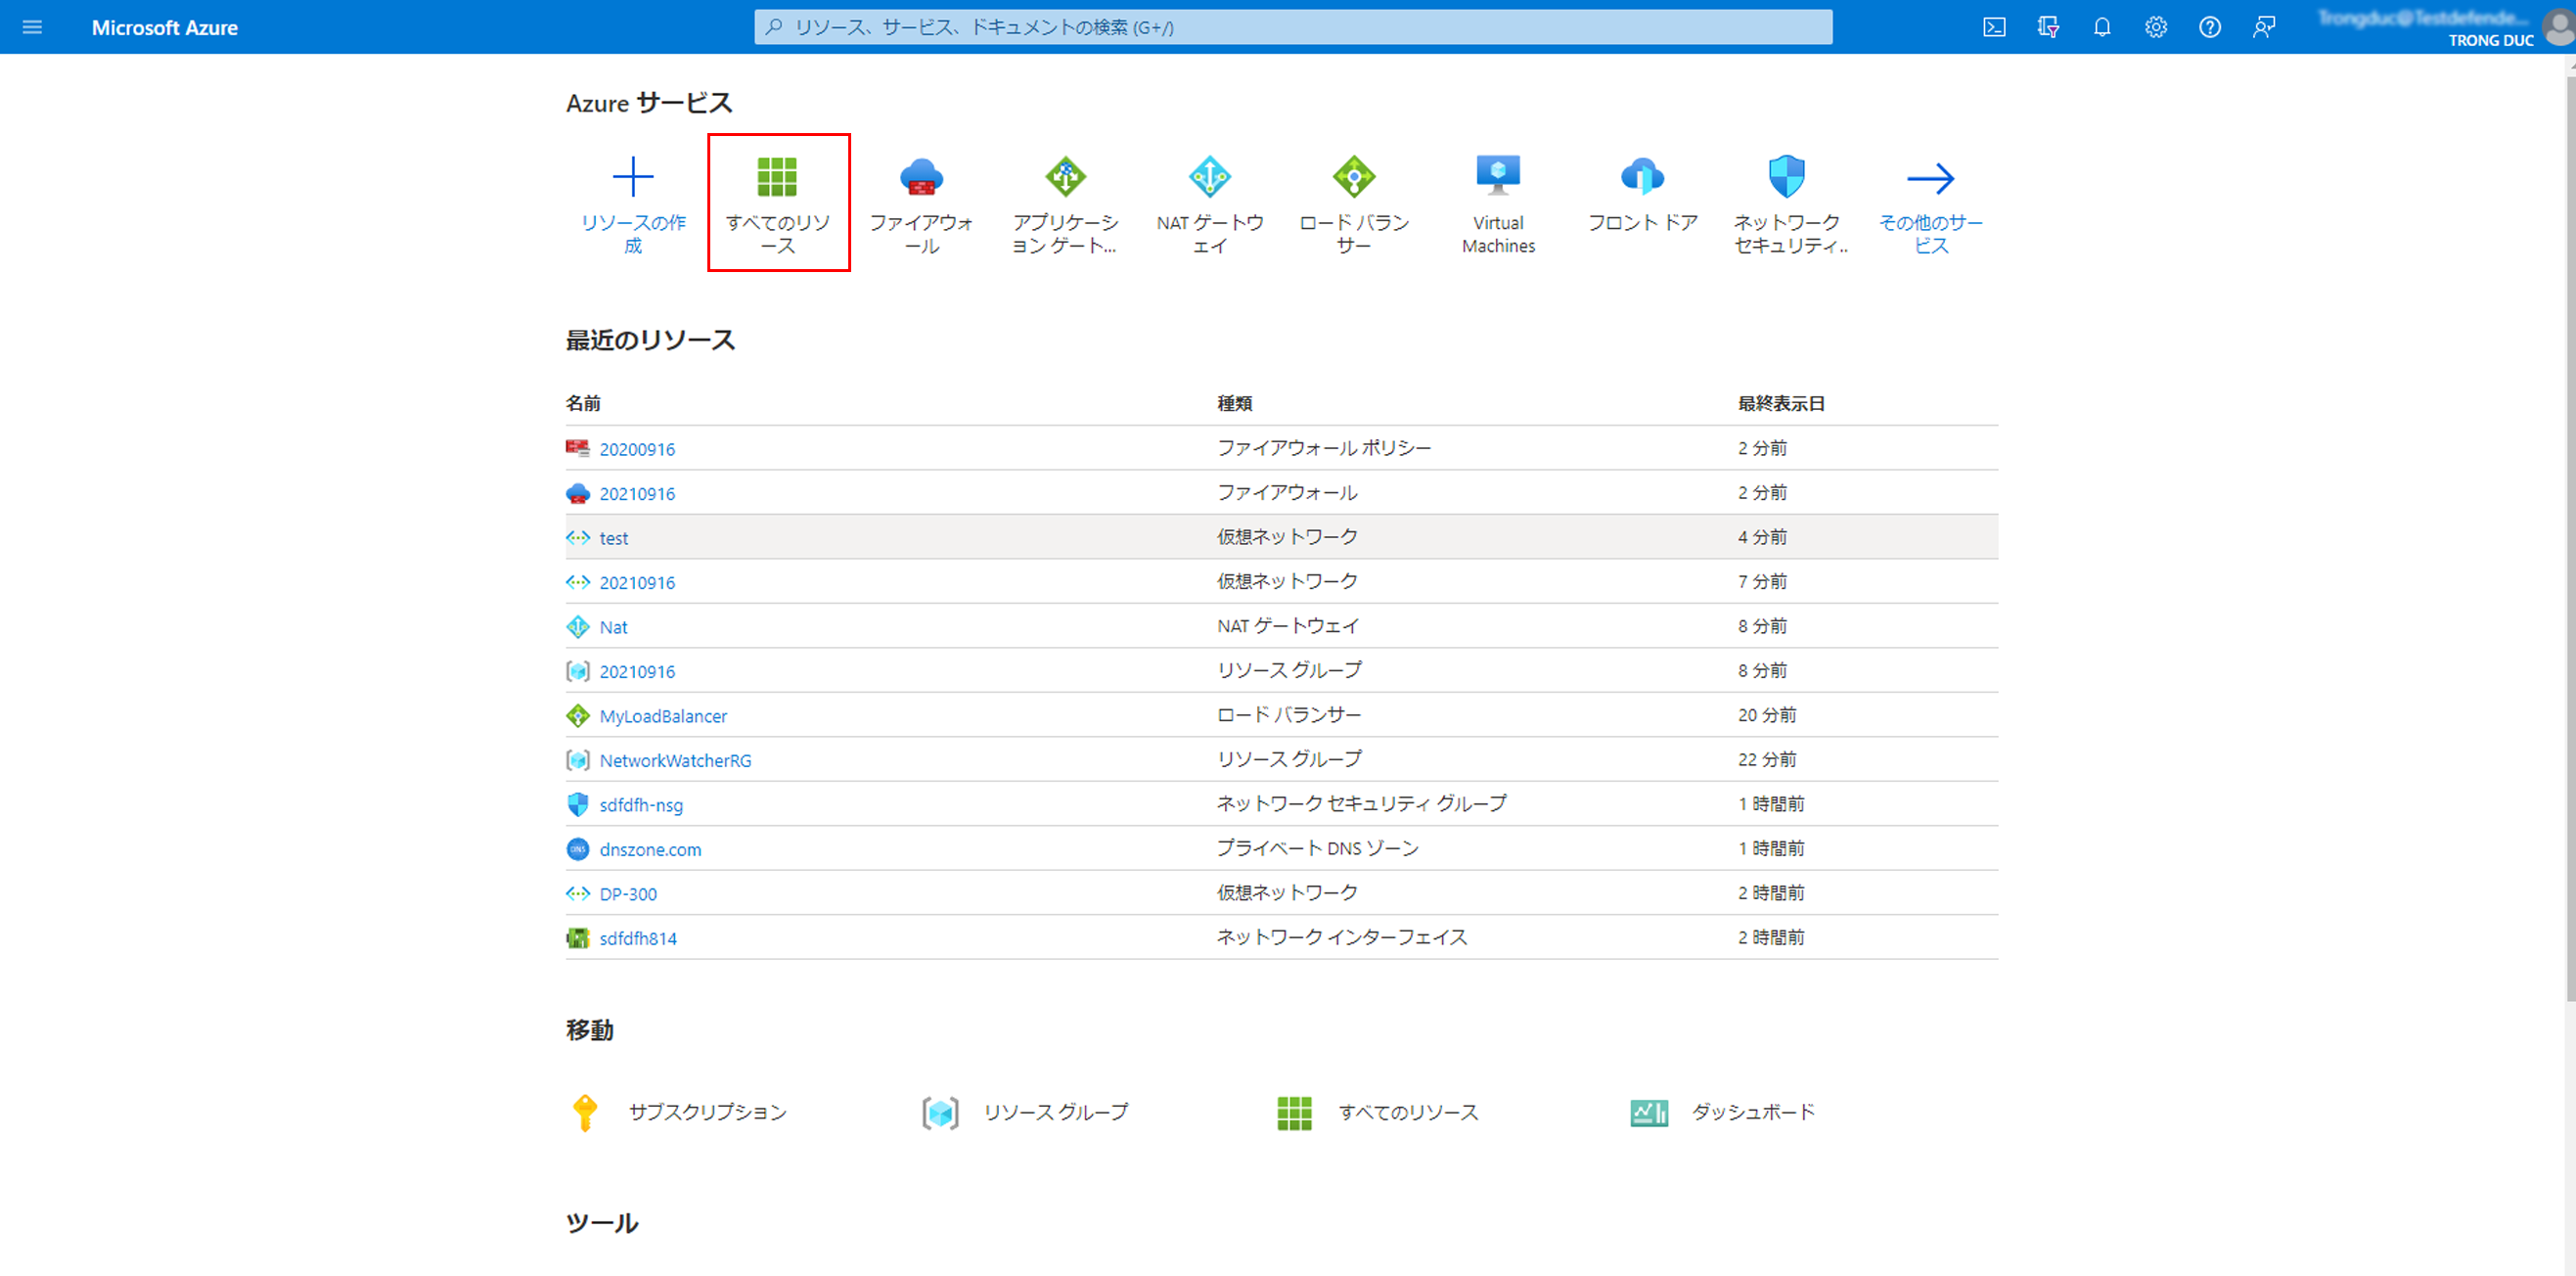 Microsoft Azure
リソース、サービス、ドキュメントの検索 (G+/)
Trongduc@Testdefende...
TRONG DUC
Azure サービス
リソースの作
成
すべてのリソ
ース
ファイアウォ
ール
アプリケーシ
ョン ゲート...
NAT ゲートウ
ェイ
ロード バラン
サー
Virtual
Machines
フロント ドア
ネットワーク
セキュリティ..
その他のサー
ビス
最近のリソース
名前 種類 最終表示日
20200916 ファイアウォール ポリシー 2 分前
20210916 ファイアウォール 2 分前
test 仮想ネットワーク 4 分前
20210916 仮想ネットワーク 7 分前
Nat NAT ゲートウェイ 8 分前
20210916 リソース グループ 8 分前
MyLoadBalancer ロード バランサー 20 分前
NetworkWatcherRG リソース グループ 22 分前
sdfdfh-nsg ネットワーク セキュリティ グループ 1 時間前
DNS dnszone.com プライベート DNS ゾーン 1 時間前
DP-300 仮想ネットワーク 2 時間前
sdfdfh814 ネットワーク インターフェイス 2 時間前
移動
サブスクリプション リソース グループ すべてのリソース ダッシュボード
ツール